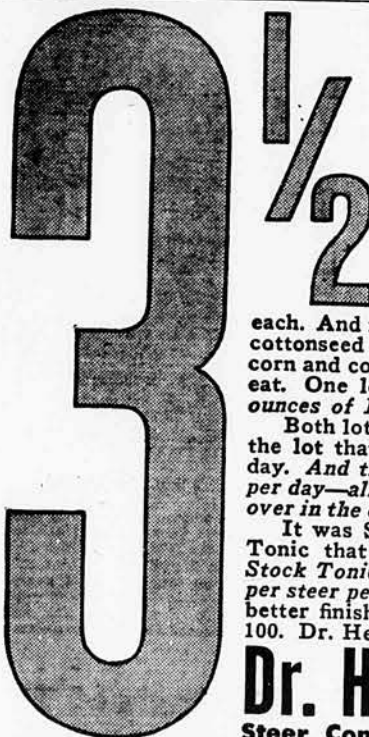 3 1/2
each. And
cottonseed
corn and co
eat. One l
ounces of
Both lot
the lot tha
day. And t
per day—al
over in the
It was
Tonic that
Stock Tonic
per steer pe
better finish
100. Dr. He
Dr. H
Steer Con